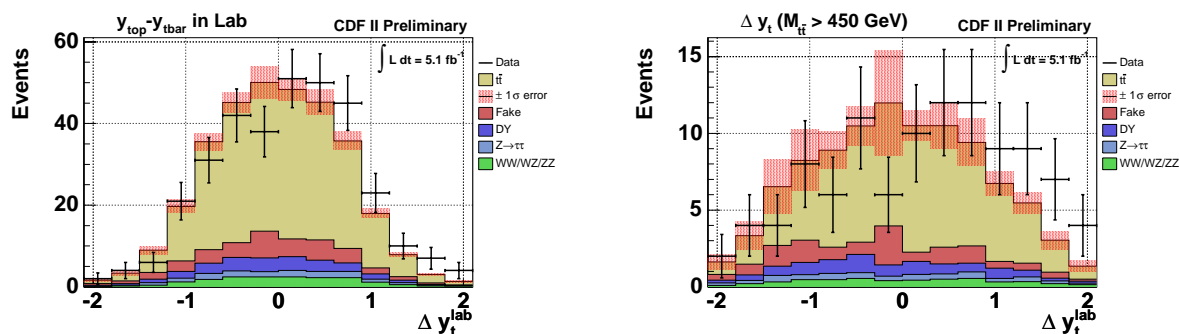 y_top-y_tbar in Lab
CDF II Preliminary
∫ L dt = 5.1 fb⁻¹
Data
tt̄
± 1σ error
Fake
DY
Z→ττ
WW/WZ/ZZ
Events
60
40
20
0
-2
-1
0
1
2
Δ y_t^lab
Δ y_t (M_tt̄ > 450 GeV)
CDF II Preliminary
∫ L dt = 5.1 fb⁻¹
Data
tt̄
± 1σ error
Fake
DY
Z→ττ
WW/WZ/ZZ
Events
15
10
5
0
-2
-1
0
1
2
Δ y_t^lab